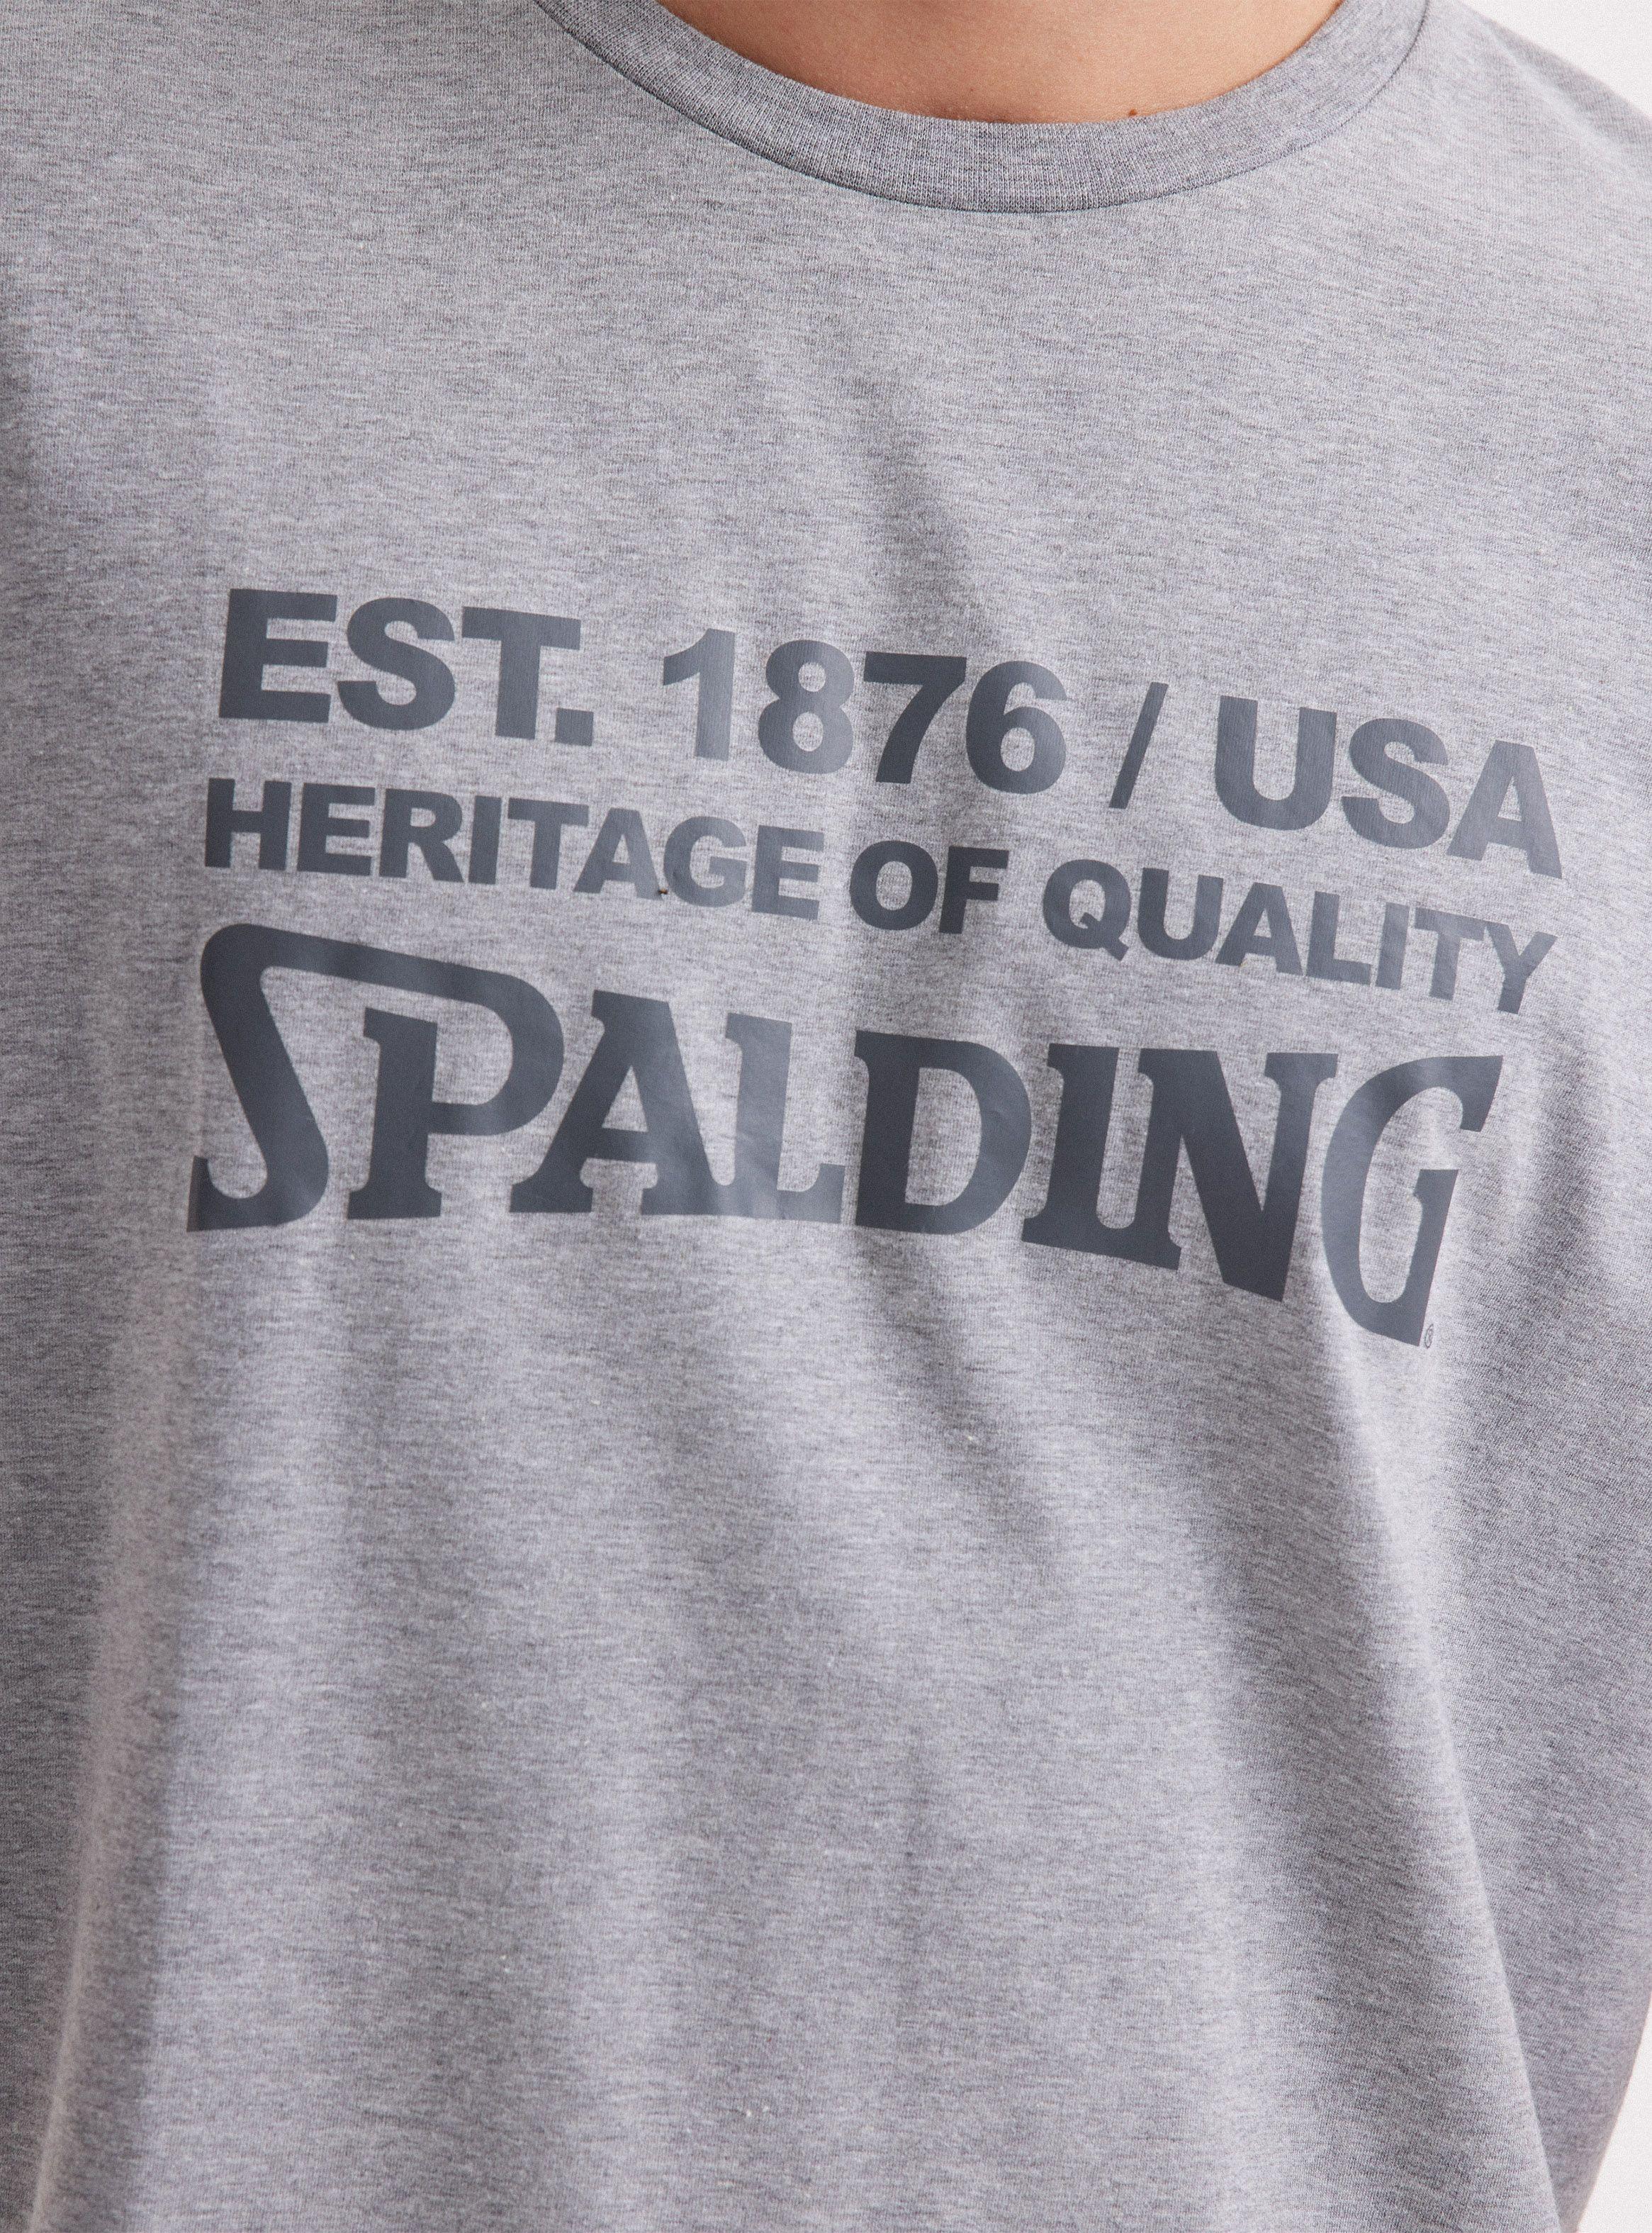 EST. 1876 / USA
HERITAGE OF QUALITY
SPALDING®